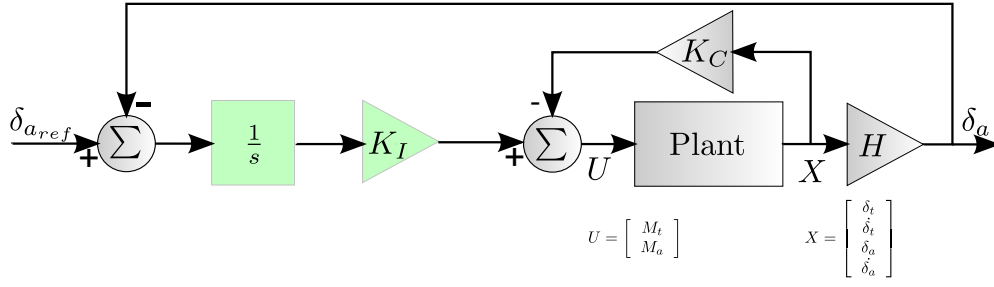 K_C
δ_{a_{ref}}
-
+
Σ
1/s
K_I
-
+
Σ
U
Plant
X
H
δ_a
U = [ M_t
M_a ]
X = [ δ_t
δ̇_t
δ_a
δ̇_a ]